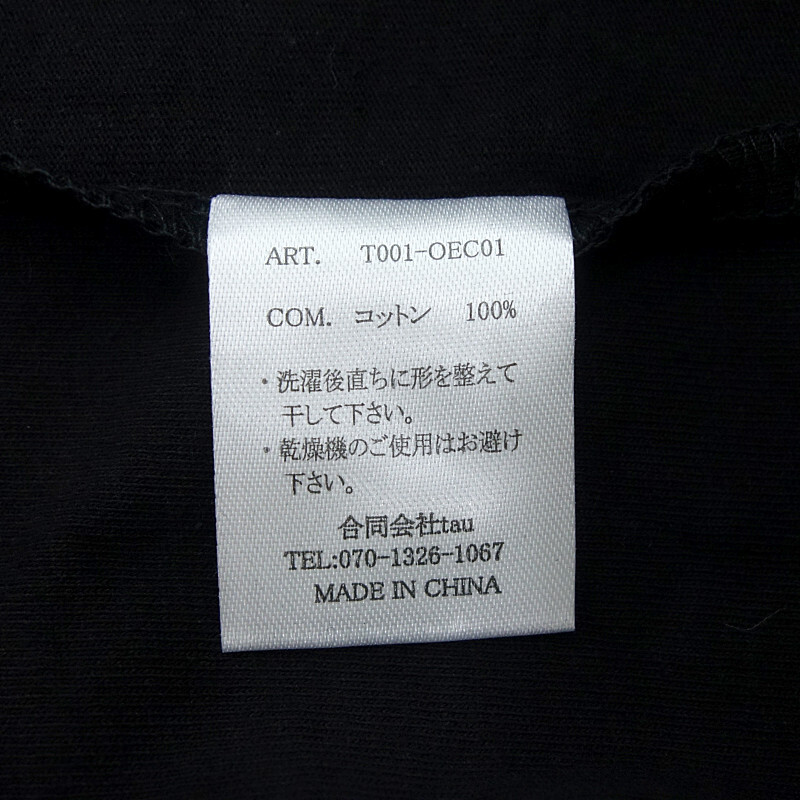 ART. T001-OEC01
COM. コットン 100%
・洗濯後直ちに形を整えて
干して下さい。
・乾燥機のご使用はお避け
下さい。
合同会社tau
TEL:070-1326-1067
MADE IN CHINA